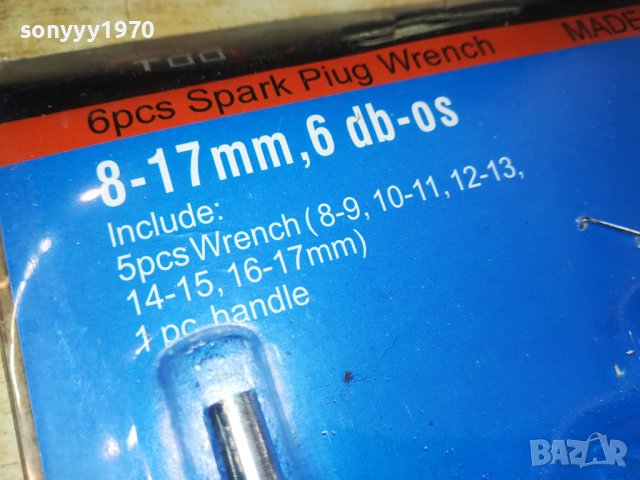 sonyyy1970
TOOL
6pcs Spark Piug Wrench MADE
8-17mm,6 db-os
Include:
5pcs Wrench (8-9, 10-11, 12-13,
14-15, 16-17mm)
1 pc handle
BAZAR